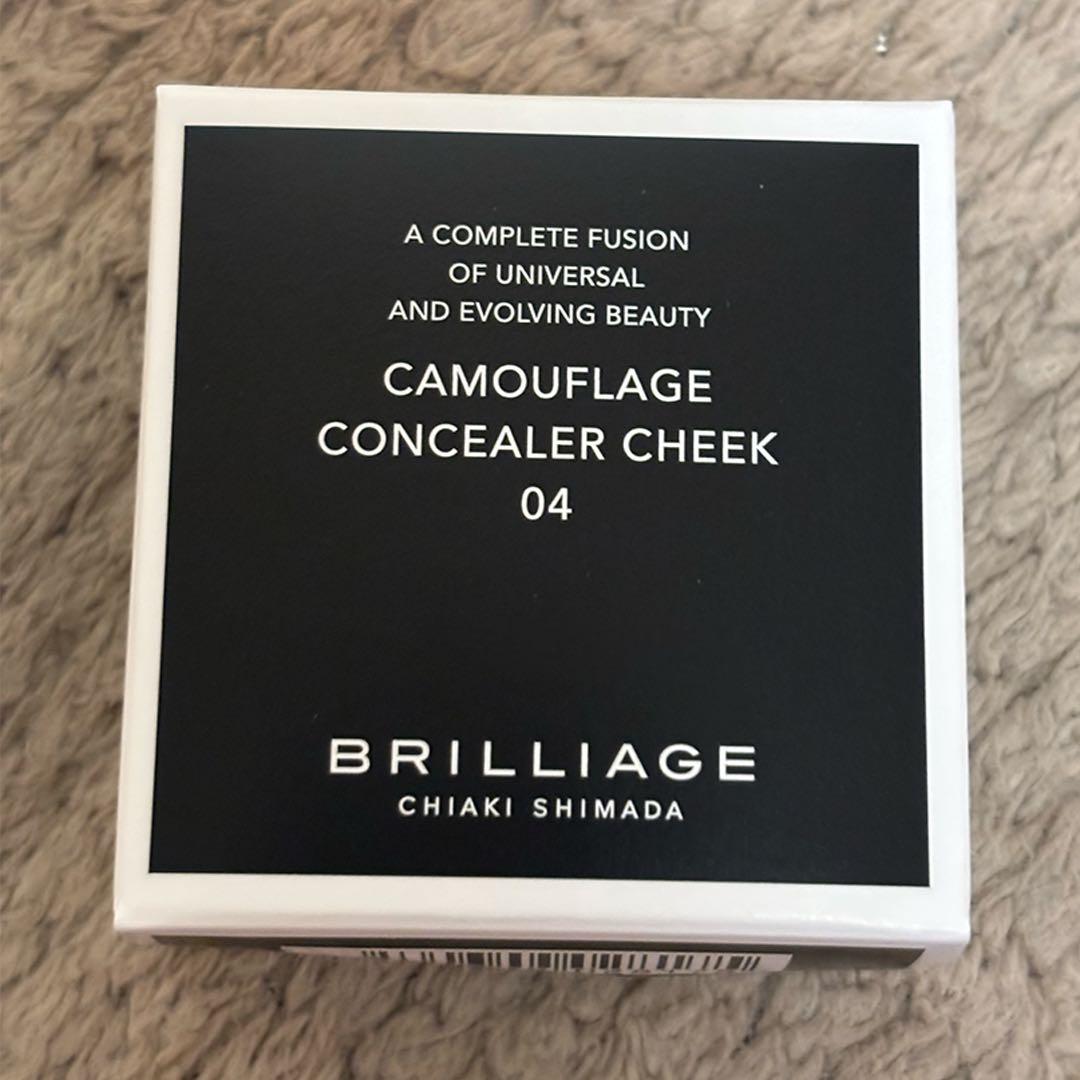 A COMPLETE FUSION
OF UNIVERSAL
AND EVOLVING BEAUTY
CAMOUFLAGE
CONCEALER CHEEK
04
BRILLIAGE
CHIAKI SHIMADA